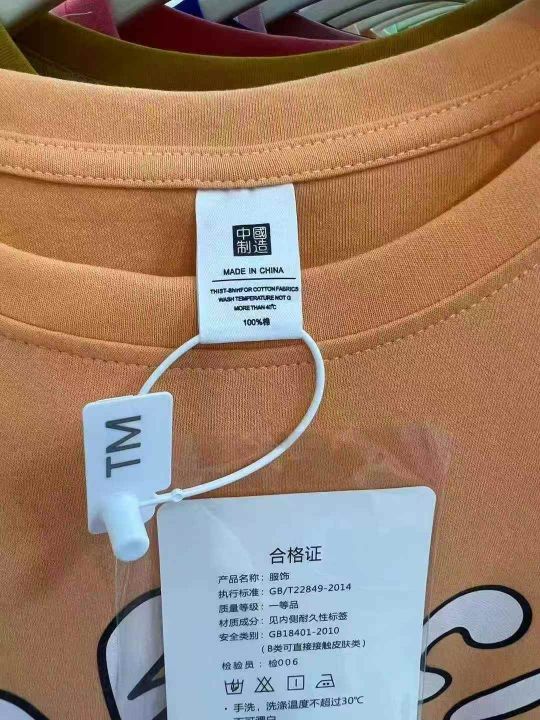 中國
制造
MADE IN CHINA
THIST-ShirtFOR COTTON FABRICS
WASH TEMPERATURE NOT G
MORE THAN 40℃
100%棉
TM
合格证
产品名称：服饰
执行标准：GB/T22849-2014
质量等级：一等品
材质成分：见内侧耐久性标签
安全类别：GB18401-2010
（B类可直接接触皮肤类）
检验员：检006
·手洗，洗涤温度不超过30℃
·不可漂白